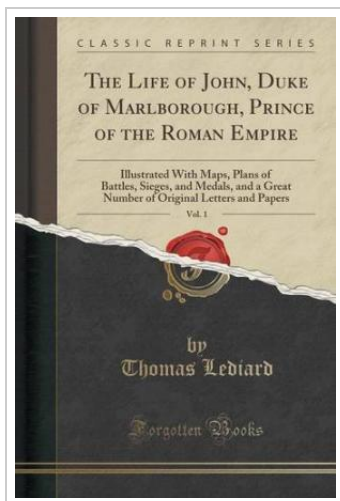 CLASSIC REPRINT SERIES
THE LIFE OF JOHN, DUKE
OF MARLBOROUGH, PRINCE
OF THE ROMAN EMPIRE
Illustrated With Maps, Plans of
Battles, Sieges, and Medals, and a Great
Number of Original Letters and Papers
Vol. 1
by
Thomas Lediard
Forgotten Books